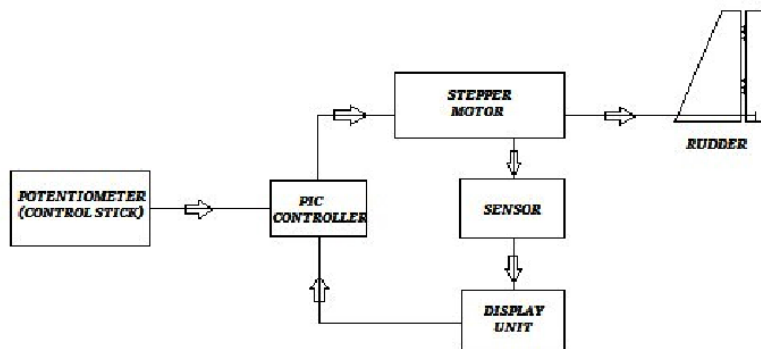 STEPPER
MOTOR
RUDDER
POTENTIOMETER
(CONTROL STICK)
PIC
CONTROLLER
SENSOR
DISPLAY
UNIT